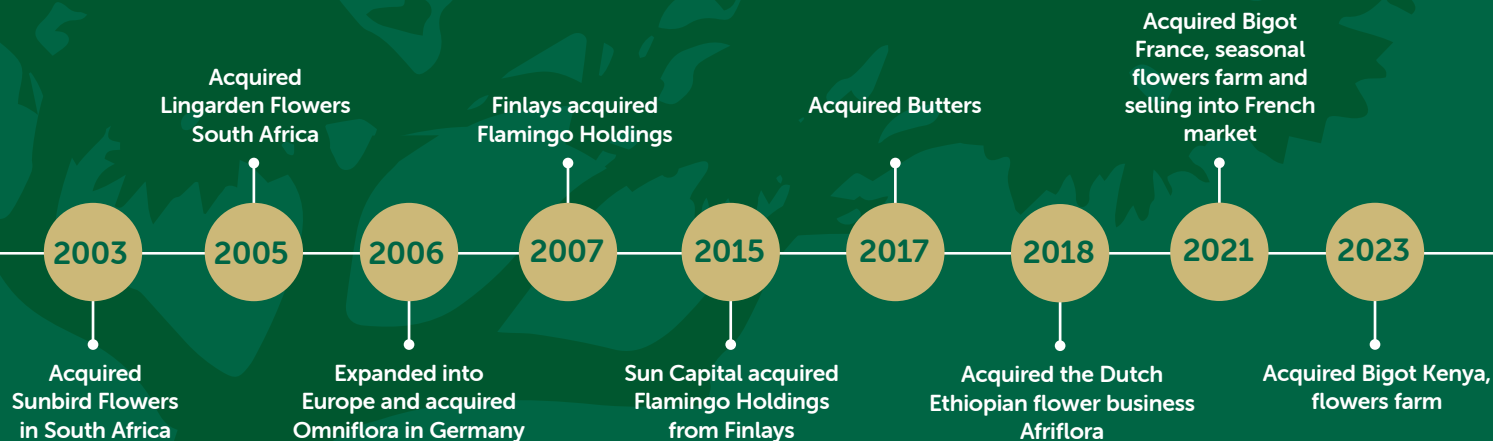 2003
Acquired
Sunbird Flowers
in South Africa
Acquired
Lingarden Flowers
South Africa
2005
2006
Expanded into
Europe and acquired
Omniflora in Germany
Finlays acquired
Flamingo Holdings
2007
2015
Sun Capital acquired
Flamingo Holdings
from Finlays
Acquired Butters
2017
2018
Acquired the Dutch
Ethiopian flower business
Afriflora
Acquired Bigot
France, seasonal
flowers farm and
selling into French
market
2021
2023
Acquired Bigot Kenya,
flowers farm